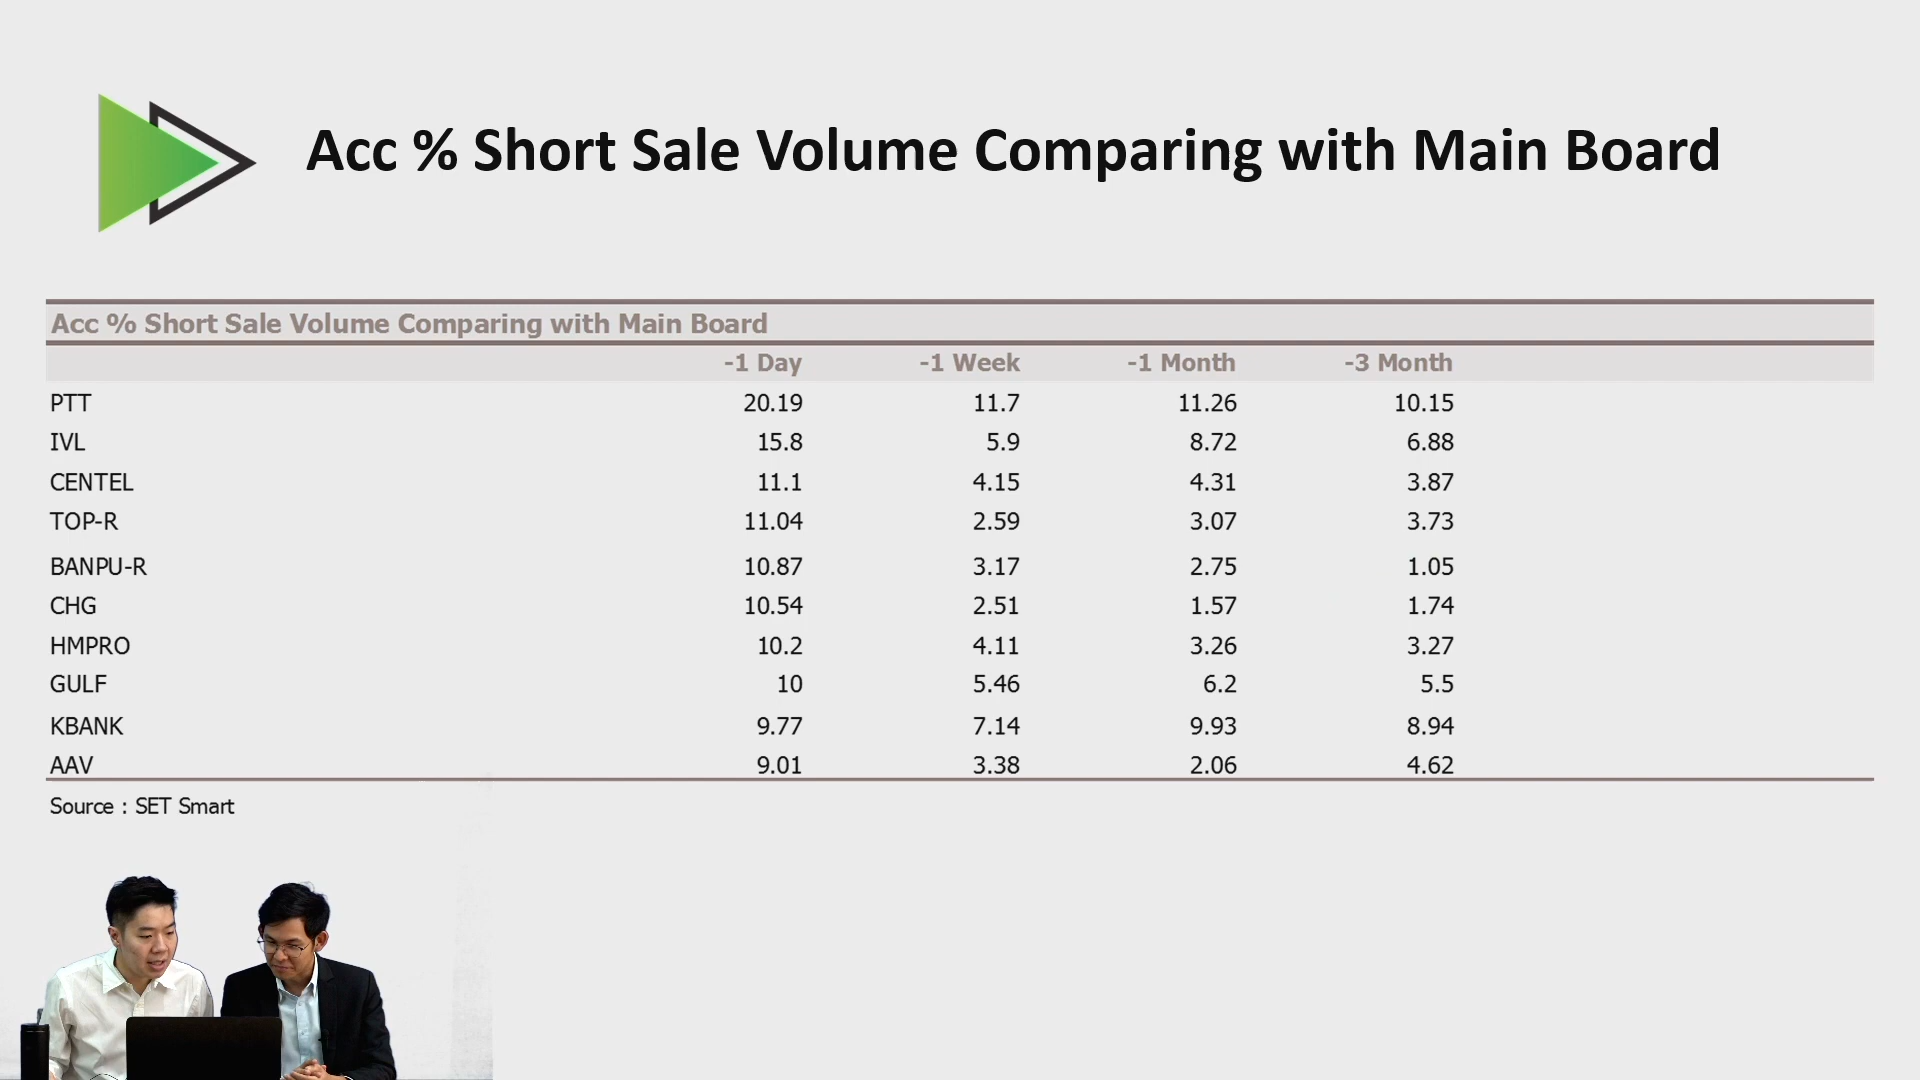 Acc % Short Sale Volume Comparing with Main Board
Acc % Short Sale Volume Comparing with Main Board
-1 Day -1 Week -1 Month -3 Month
PTT 20.19 11.7 11.26 10.15
IVL 15.8 5.9 8.72 6.88
CENTEL 11.1 4.15 4.31 3.87
TOP-R 11.04 2.59 3.07 3.73
BANPU-R 10.87 3.17 2.75 1.05
CHG 10.54 2.51 1.57 1.74
HMPRO 10.2 4.11 3.26 3.27
GULF 10 5.46 6.2 5.5
KBANK 9.77 7.14 9.93 8.94
AAV 9.01 3.38 2.06 4.62
Source : SET Smart